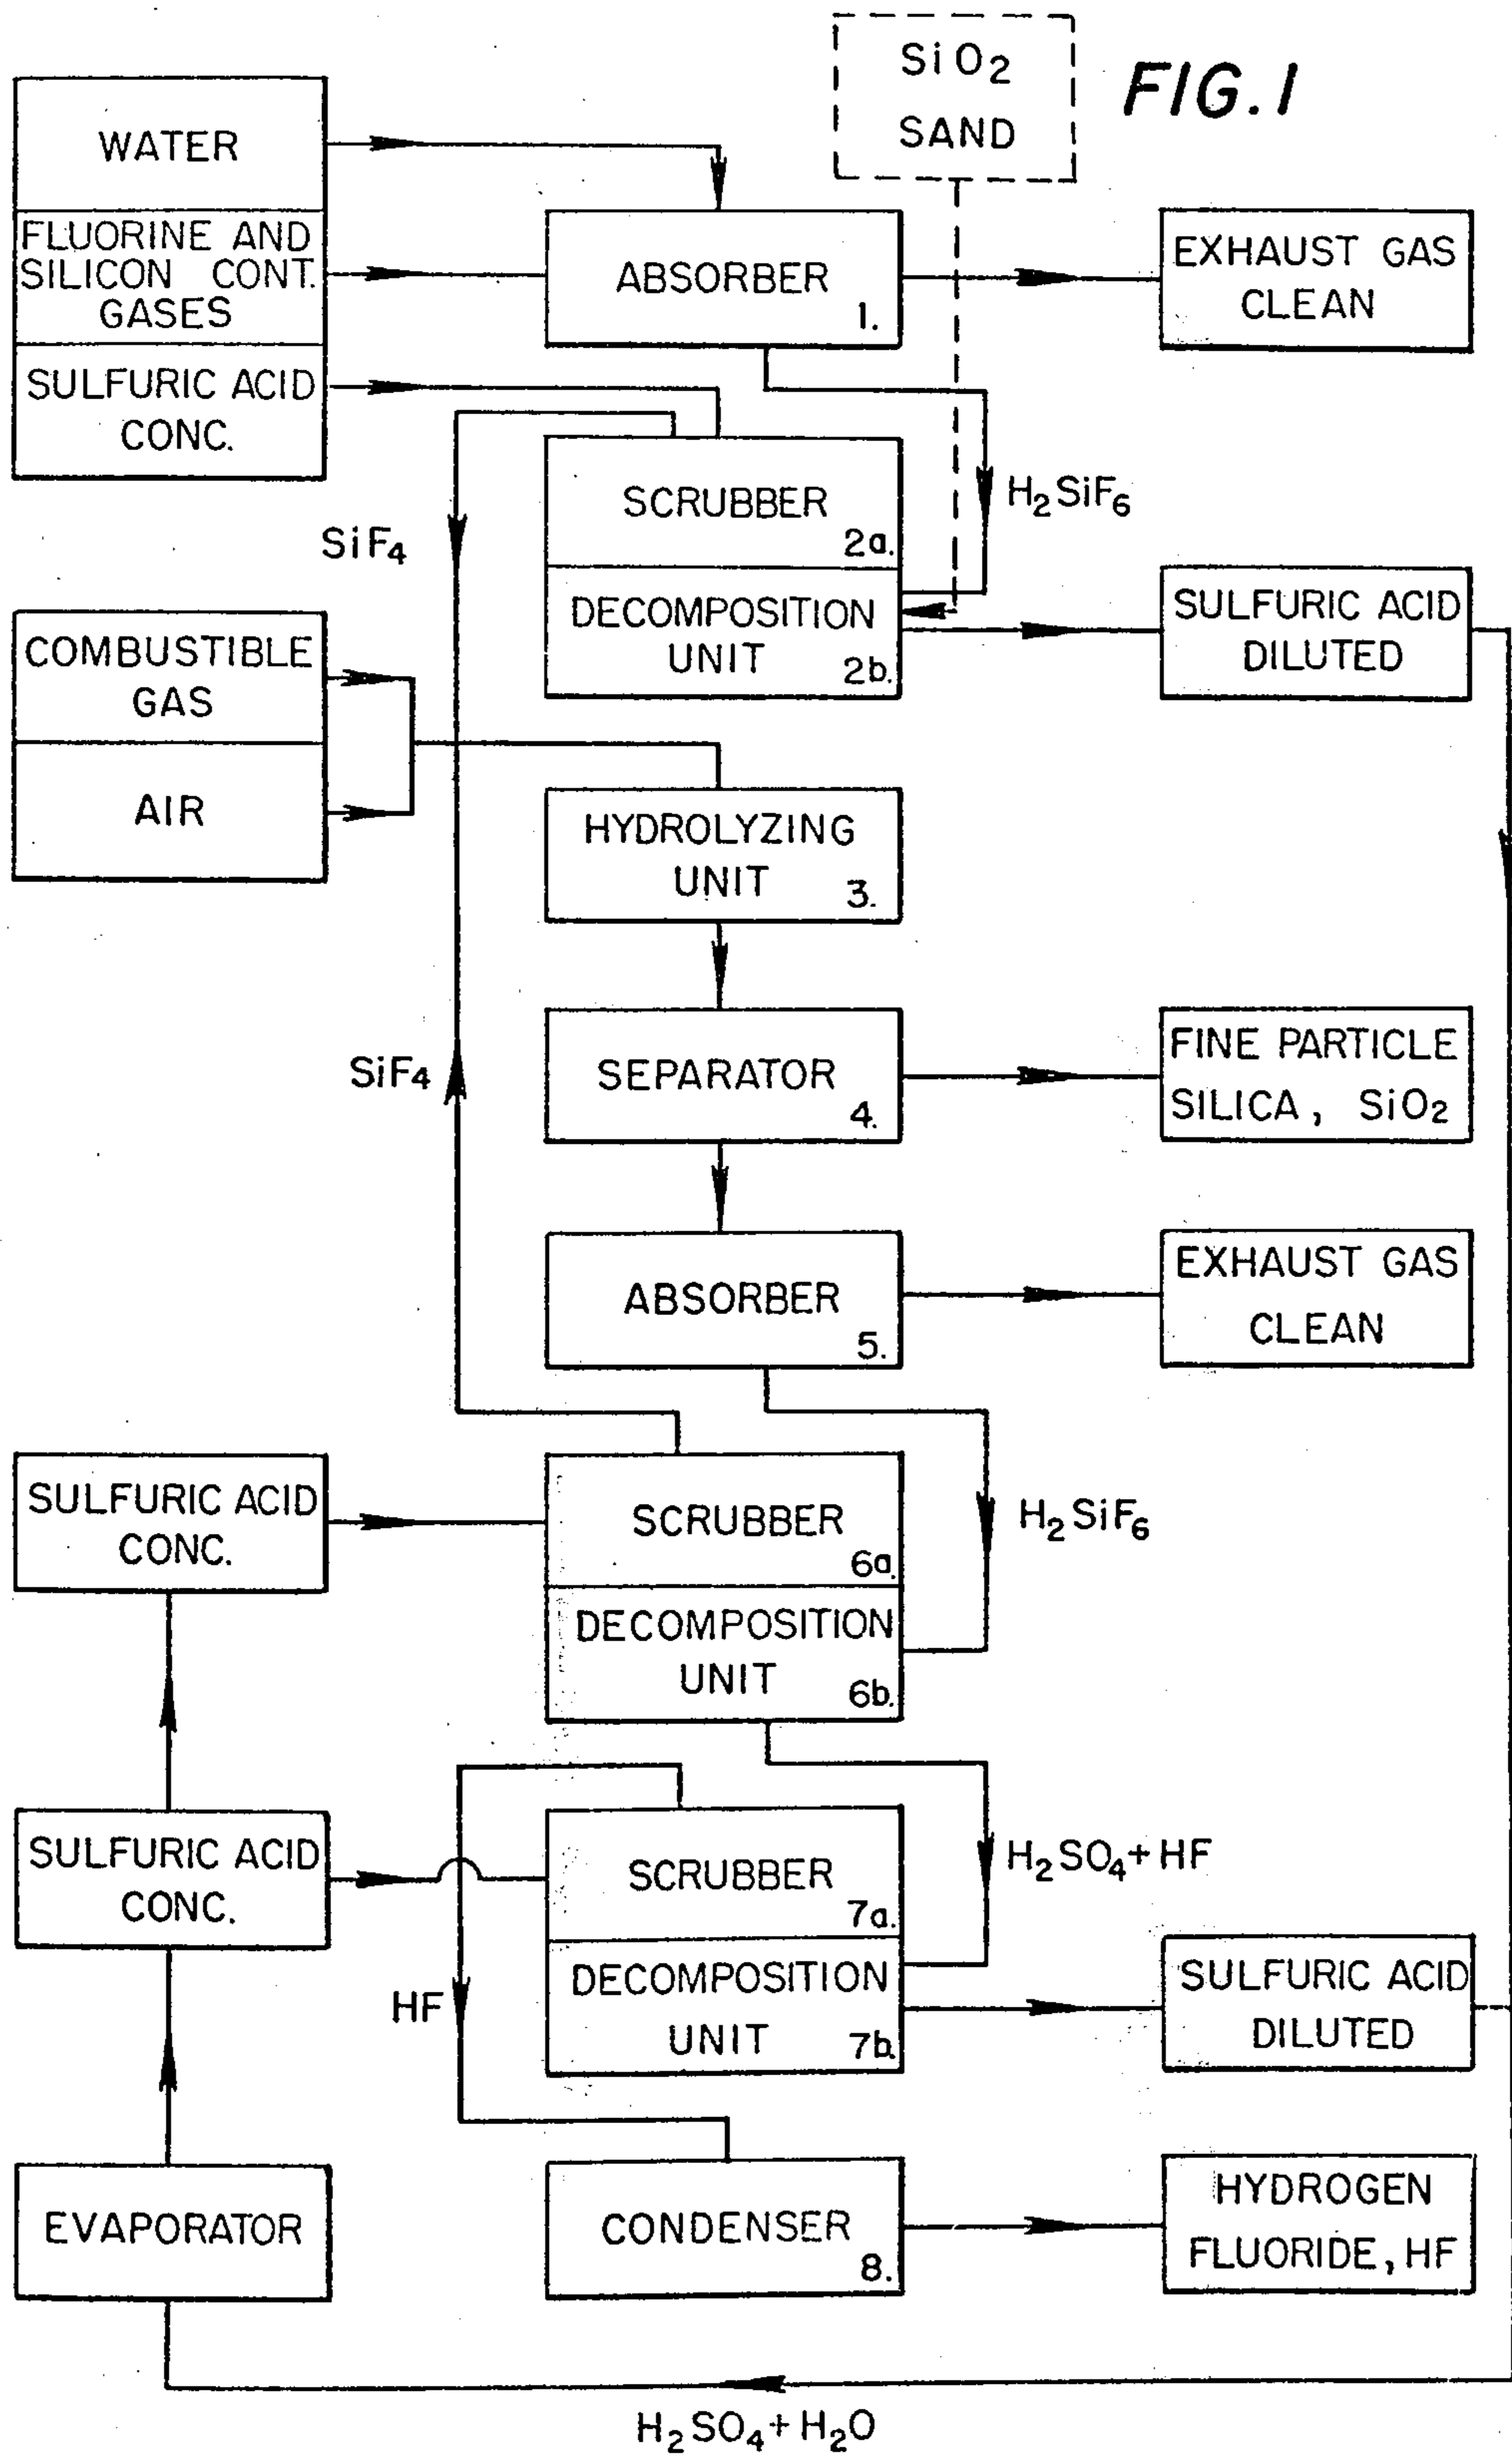 SiO2
SAND
FIG. 1
WATER
FLUORINE AND
SILICON CONT.
GASES
SULFURIC ACID
CONC.
ABSORBER
1.
EXHAUST GAS
CLEAN
SCRUBBER
2a.
H2SiF6
SiF4
DECOMPOSITION
UNIT
2b.
SULFURIC ACID
DILUTED
COMBUSTIBLE
GAS
AIR
HYDROLYZING
UNIT
3.
SEPARATOR
4.
SiF4
FINE PARTICLE
SILICA, SiO2
ABSORBER
5.
EXHAUST GAS
CLEAN
SULFURIC ACID
CONC.
SCRUBBER
6a.
H2SiF6
DECOMPOSITION
UNIT
6b.
SULFURIC ACID
CONC.
SCRUBBER
7a.
H2SO4+HF
HF
DECOMPOSITION
UNIT
7b.
SULFURIC ACID
DILUTED
EVAPORATOR
CONDENSER
8.
HYDROGEN
FLUORIDE, HF
H2SO4+H2O